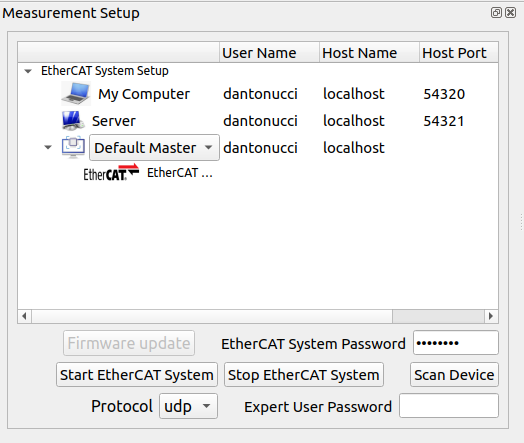 Measurement Setup
User Name Host Name Host Port
EtherCAT System Setup
My Computer dantonucci localhost 54320
Server dantonucci localhost 54321
Default Master dantonucci localhost
EtherCAT. EtherCAT ...
Firmware update EtherCAT System Password ••••••••
Start EtherCAT System Stop EtherCAT System Scan Device
Protocol udp Expert User Password